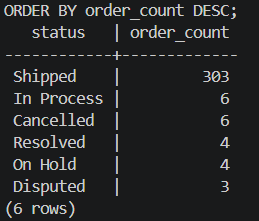 ORDER BY order_count DESC;
   status   | order_count
------------+-------------
 Shipped    |         303
 In Process |           6
 Cancelled  |           6
 Resolved   |           4
 On Hold    |           4
 Disputed   |           3
(6 rows)